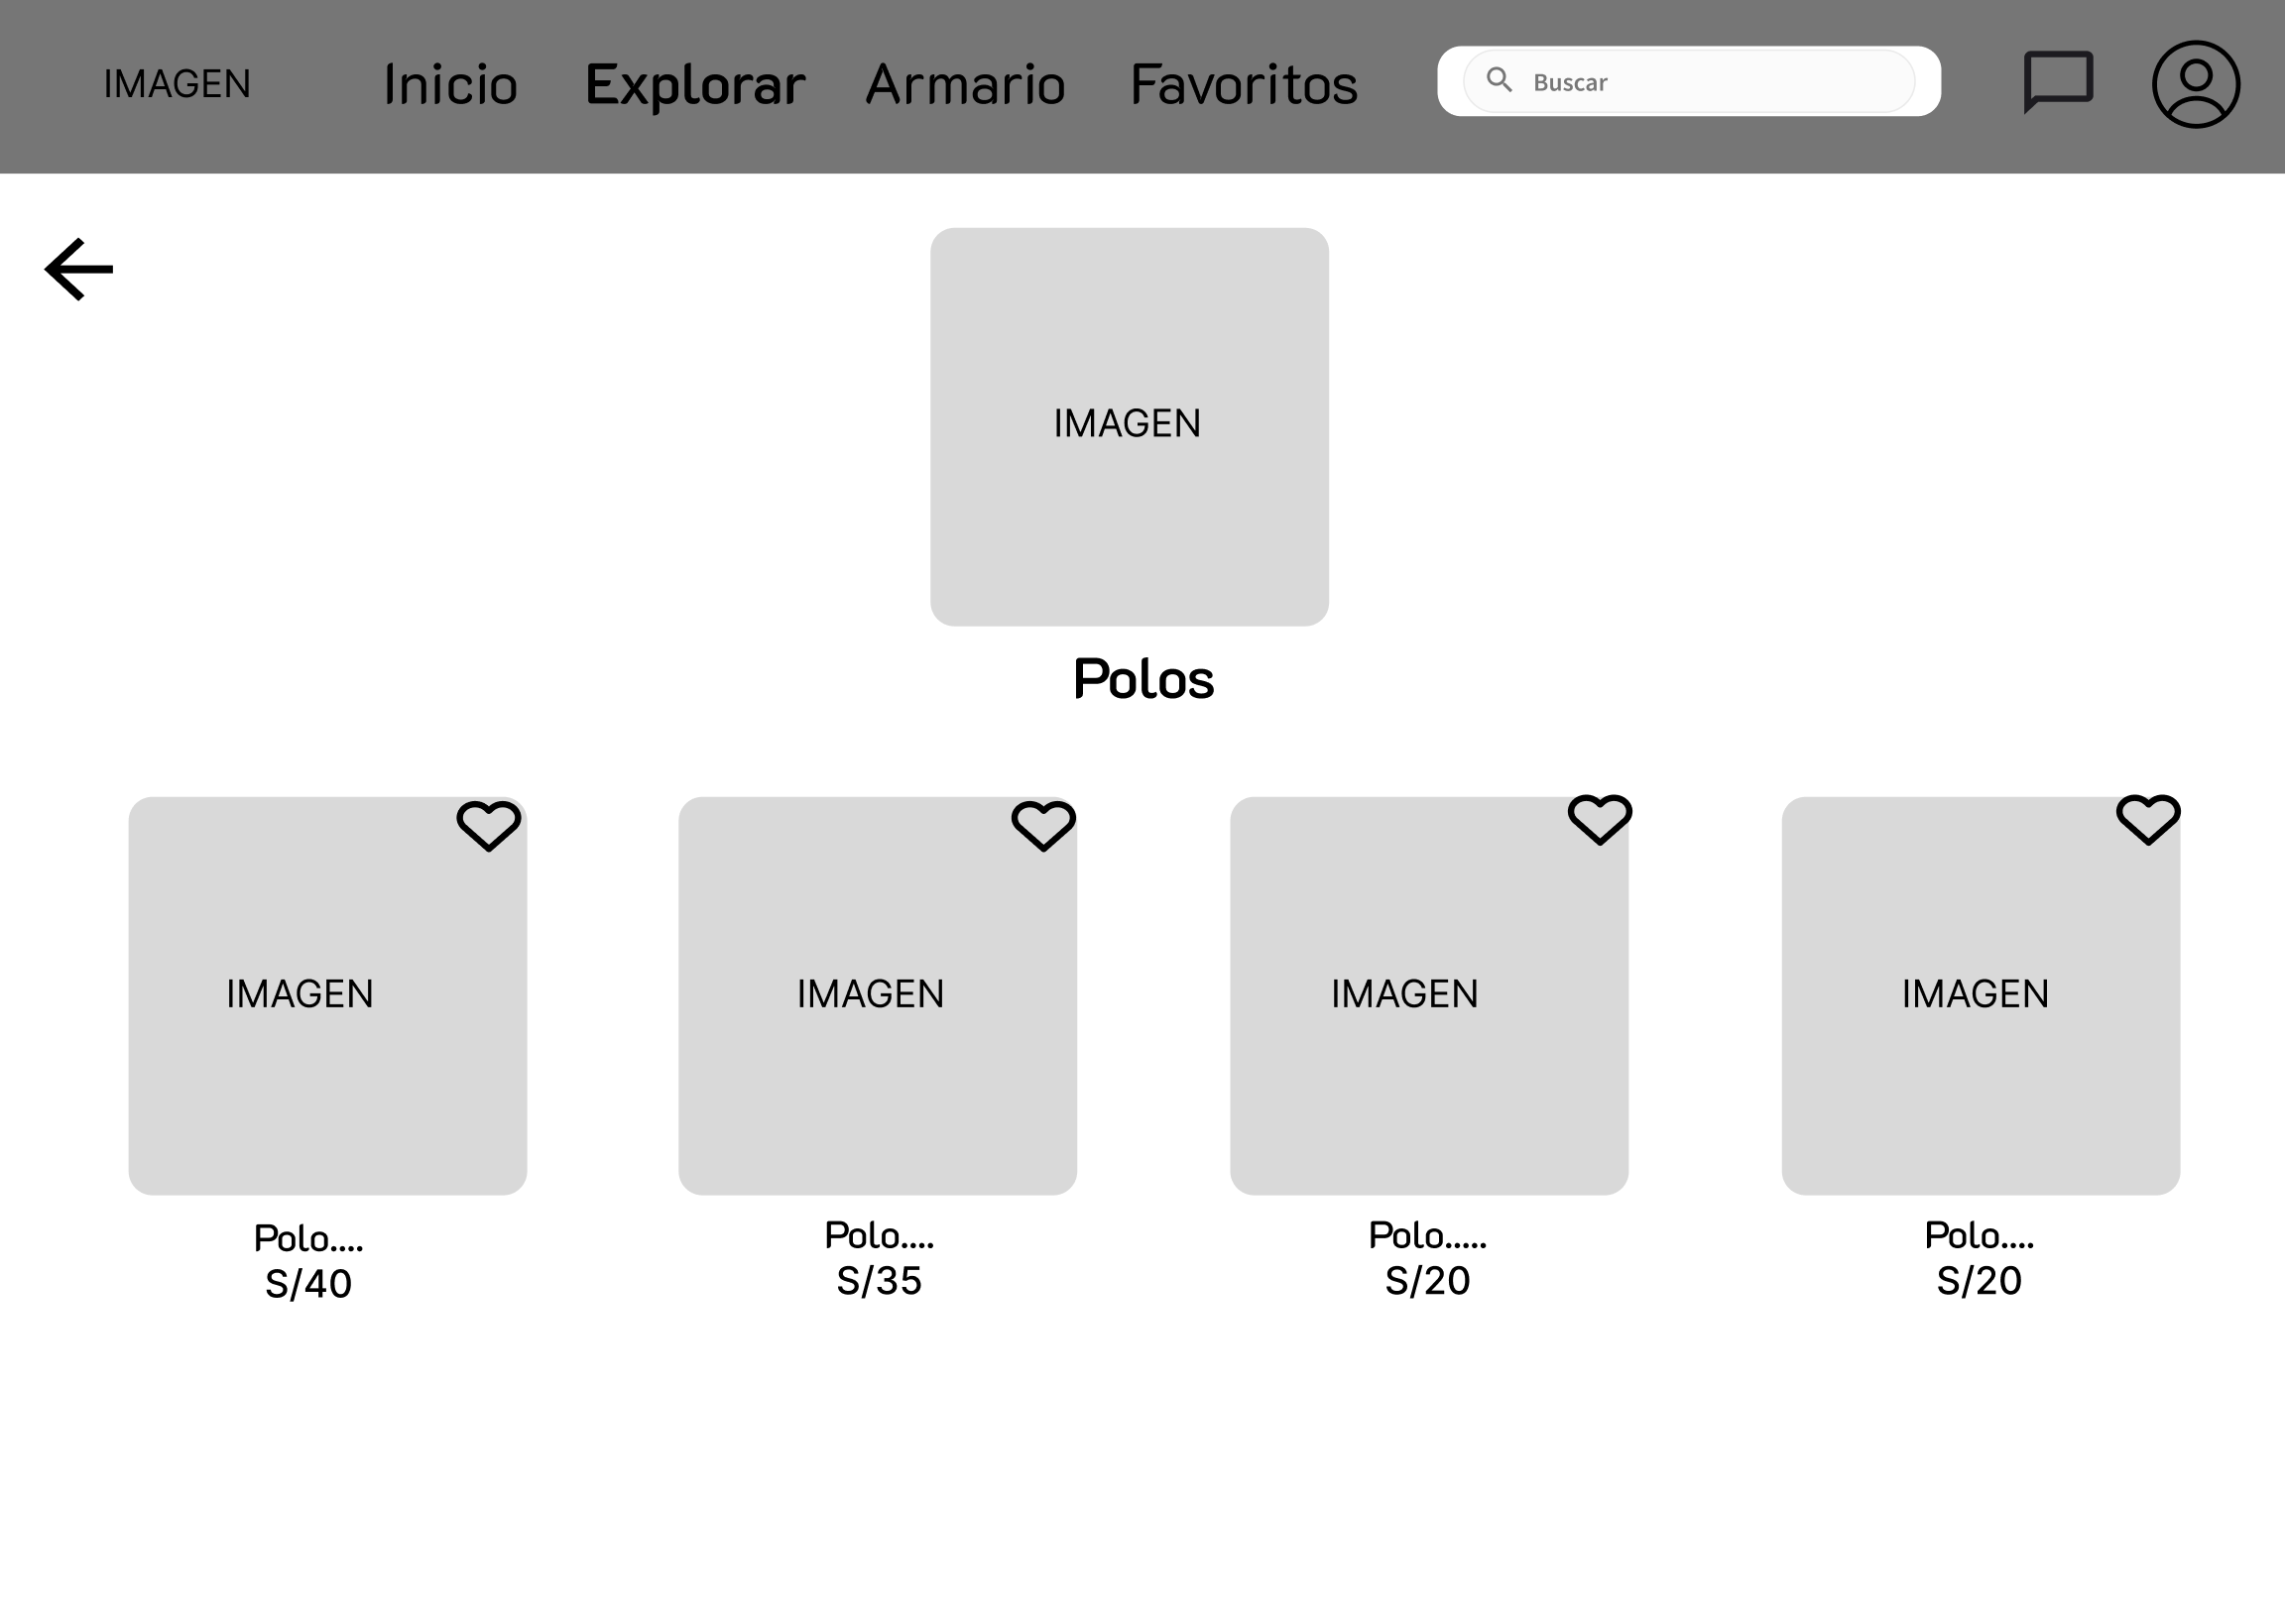 IMAGEN Inicio Explorar Armario Favoritos Buscar
IMAGEN
Polos
IMAGEN IMAGEN IMAGEN IMAGEN
Polo.... Polo.... Polo..... Polo....
S/40 S/35 S/20 S/20